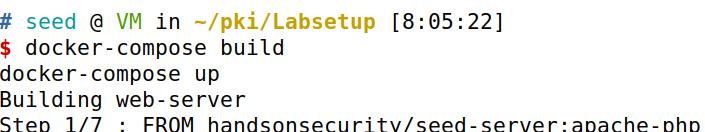 # seed @ VM in ~/pki/Labsetup [8:05:22]
$ docker-compose build
docker-compose up
Building web-server
Step 1/7 : FROM handsonsecurity/seed-server:apache-php